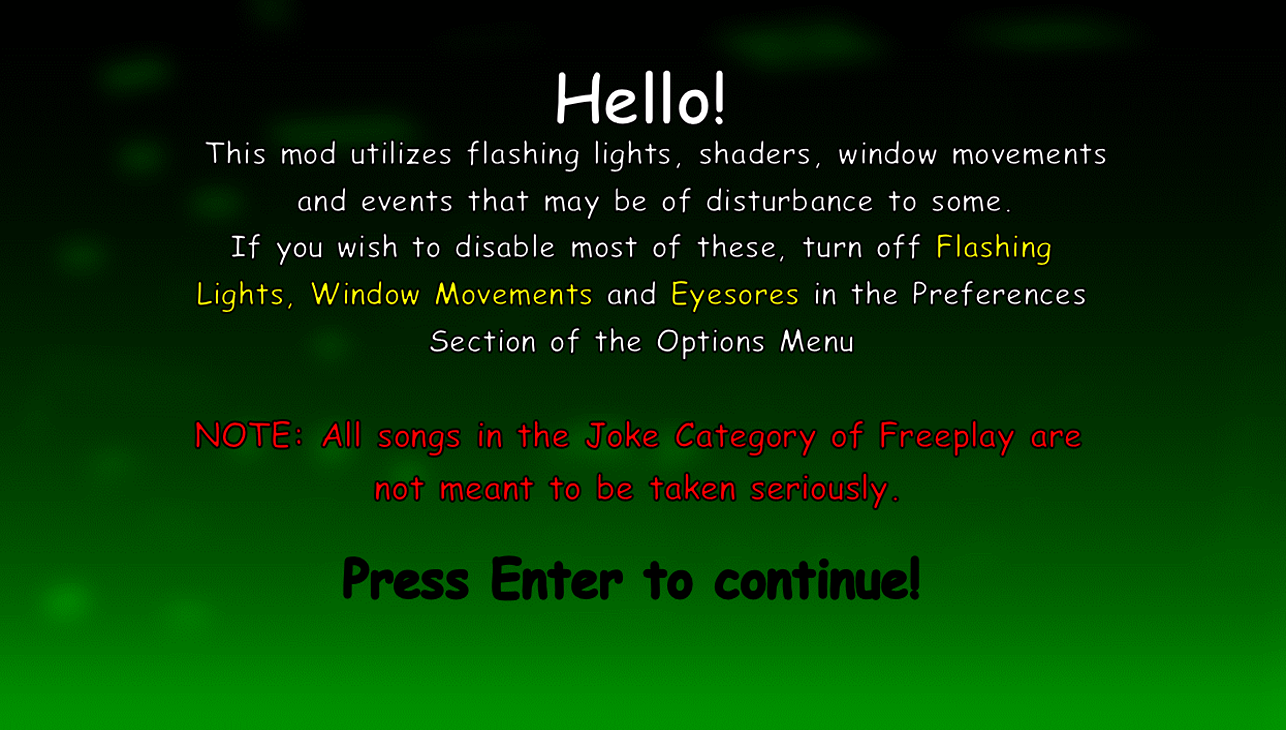 Hello!
This mod utilizes flashing lights, shaders, window movements
and events that may be of disturbance to some.
If you wish to disable most of these, turn off Flashing
Lights, Window Movements and Eyesores in the Preferences
Section of the Options Menu
NOTE: All songs in the Joke Category of Freeplay are
not meant to be taken seriously.
Press Enter to continue!